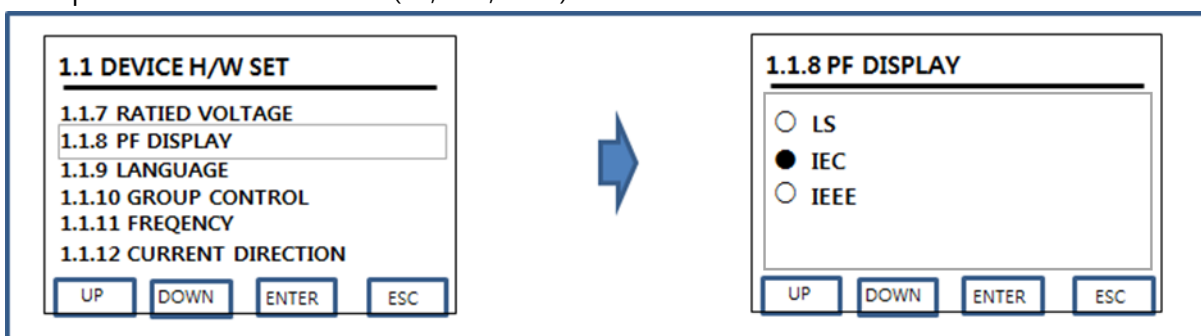 1.1 DEVICE H/W SET
1.1.7 RATIED VOLTAGE
1.1.8 PF DISPLAY
1.1.9 LANGUAGE
1.1.10 GROUP CONTROL
1.1.11 FREQENCY
1.1.12 CURRENT DIRECTION
UP DOWN ENTER ESC
1.1.8 PF DISPLAY
LS
IEC
IEEE
UP DOWN ENTER ESC